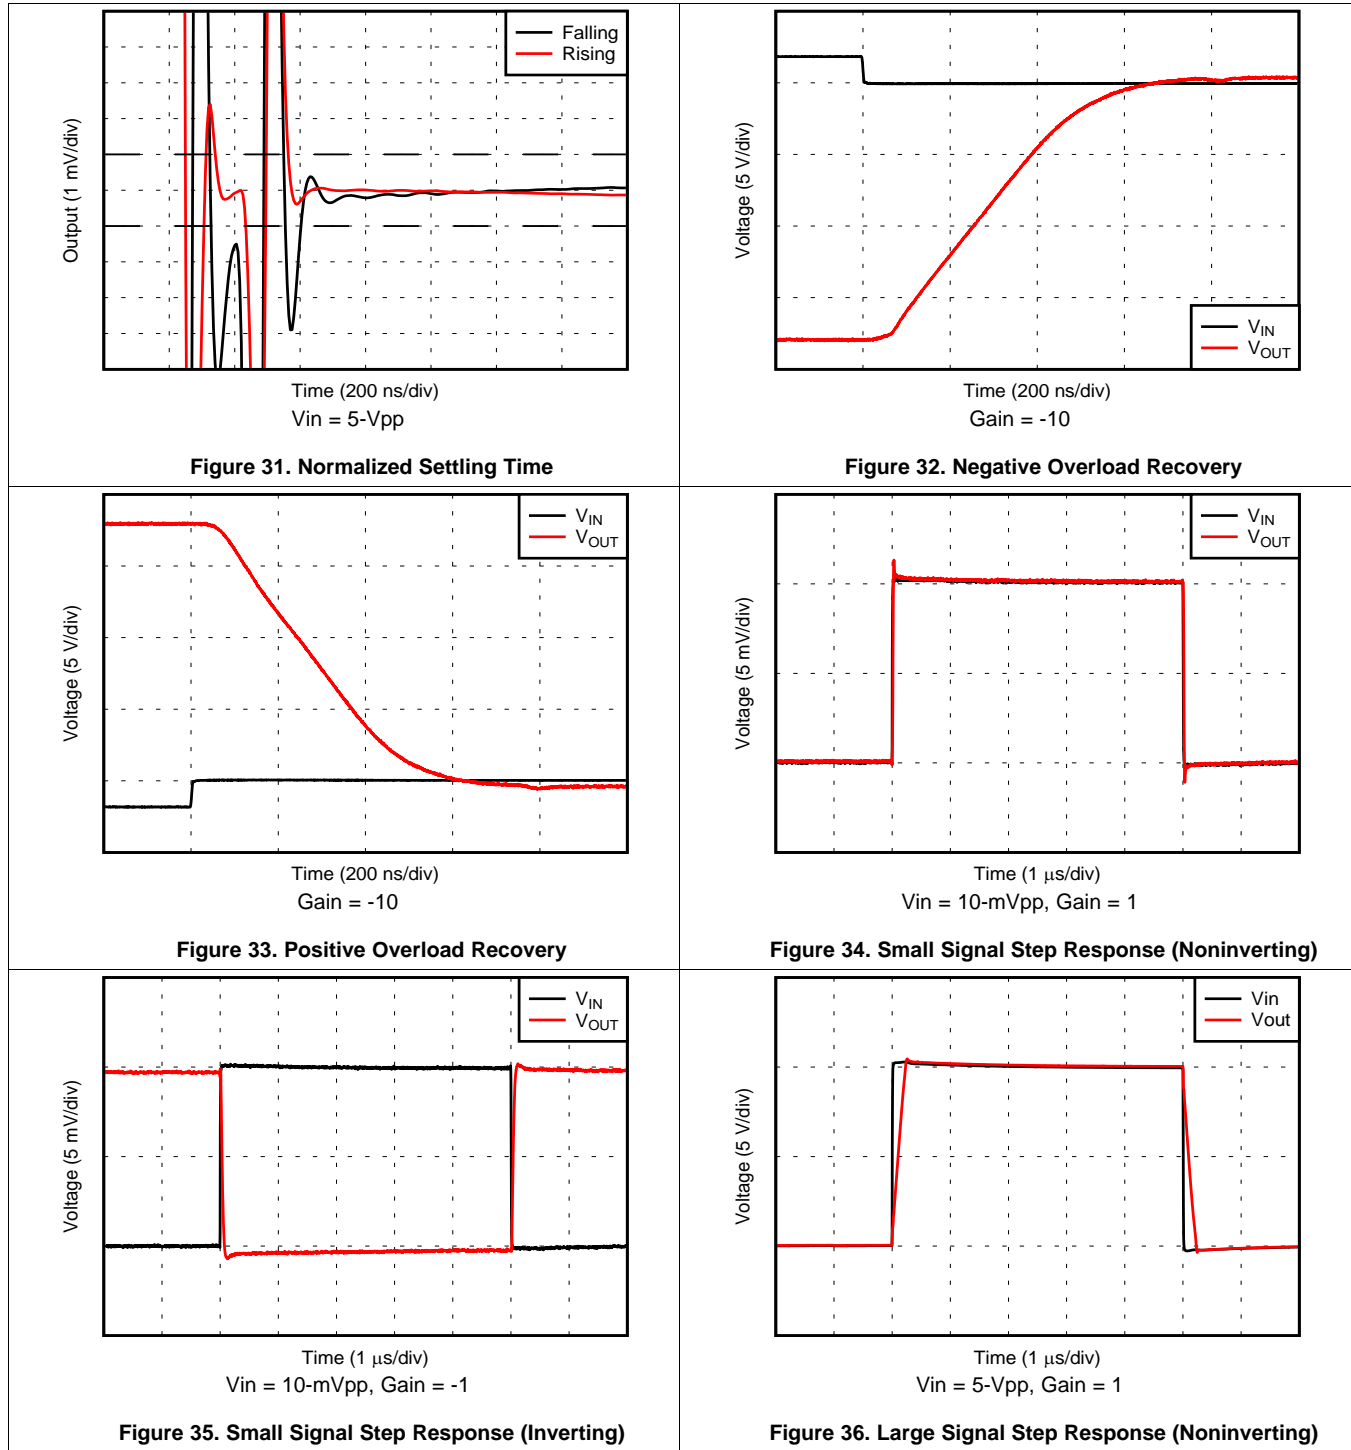 Falling
Rising
Output (1 mV/div)
Time (200 ns/div)
Vin = 5-Vpp
Figure 31. Normalized Settling Time
Voltage (5 V/div)
VIN
VOUT
Time (200 ns/div)
Gain = -10
Figure 32. Negative Overload Recovery
VIN
VOUT
Voltage (5 V/div)
Time (200 ns/div)
Gain = -10
Figure 33. Positive Overload Recovery
VIN
VOUT
Voltage (5 mV/div)
Time (1 μs/div)
Vin = 10-mVpp, Gain = 1
Figure 34. Small Signal Step Response (Noninverting)
VIN
VOUT
Voltage (5 mV/div)
Time (1 μs/div)
Vin = 10-mVpp, Gain = -1
Figure 35. Small Signal Step Response (Inverting)
Vin
Vout
Voltage (5 V/div)
Time (1 μs/div)
Vin = 5-Vpp, Gain = 1
Figure 36. Large Signal Step Response (Noninverting)